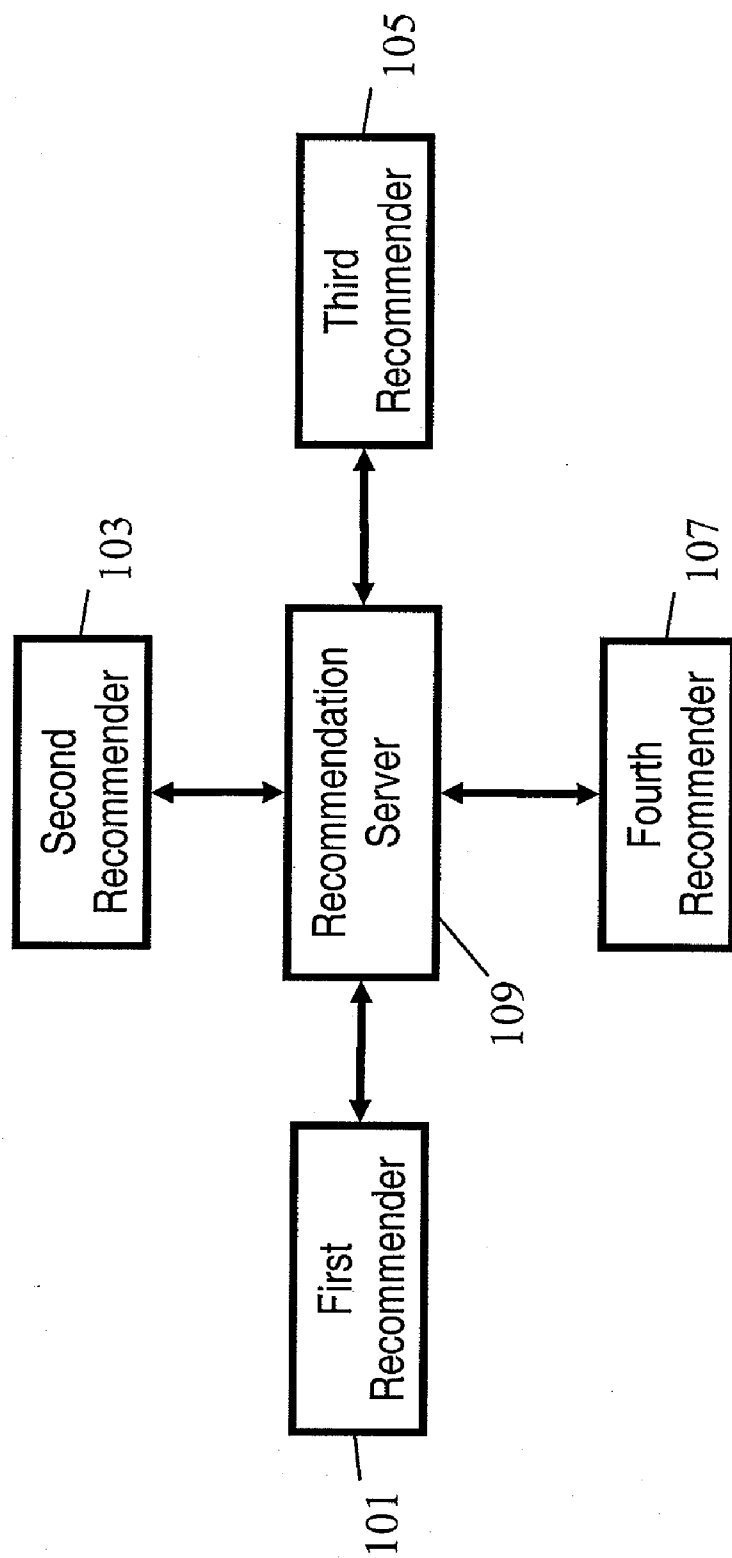 103
Second
Recommender
101
First
Recommender
Recommendation
Server
109
Third
Recommender
105
Fourth
Recommender
107